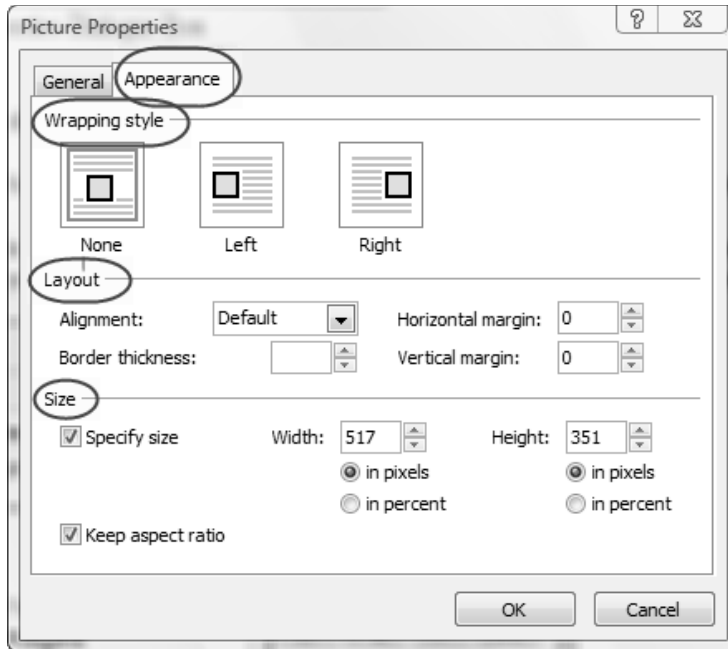 Picture Properties
General Appearance
Wrapping style
None Left Right
Layout
Alignment: Default Horizontal margin: 0
Border thickness: Vertical margin: 0
Size
Specify size Width: 517 Height: 351
in pixels in pixels
in percent in percent
Keep aspect ratio
OK Cancel